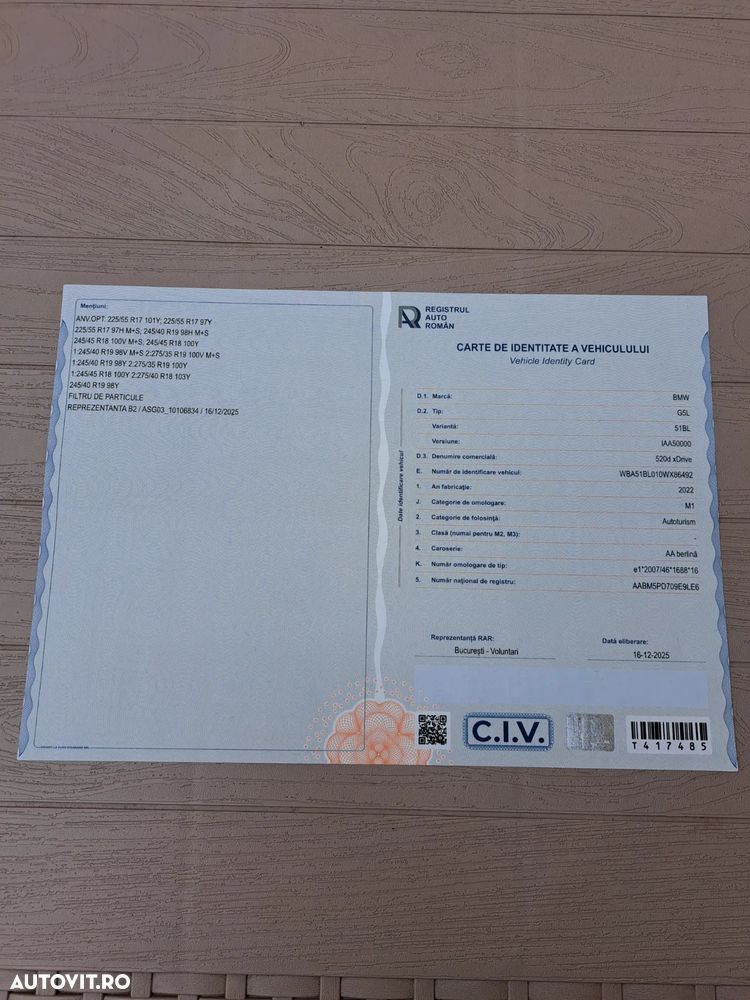 Mențiuni:
ANV.OPT. 225/55 R17 101Y; 225/55 R17 97Y
225/55 R17 97H M+S; 245/40 R19 98H M+S
245/45 R18 100V M+S; 245/45 R18 100Y
1:245/40 R19 98V M+S 2:275/35 R19 100V M+S
1:245/40 R19 98Y 2:275/35 R19 100Y
1:245/45 R18 100Y 2:275/40 R18 103Y
245/40 R19 98Y
FILTRU DE PARTICULE
REPREZENTANTA B2 / ASG03_10106834 / 16/12/2025
REGISTRUL
AUTO
ROMÂN
CARTE DE IDENTITATE A VEHICULULUI
Vehicle Identity Card
Date identificare vehicul
D.1. Marcă: BMW
D.2. Tip: G5L
Variantă: 51BL
Versiune: IAA50000
D.3. Denumire comercială: 520d xDrive
E. Număr de identificare vehicul: WBA51BL010WX86492
1. An fabricație: 2022
J. Categorie de omologare: M1
2. Categorie de folosință: Autoturism
3. Clasă (numai pentru M2, M3): -
4. Caroserie: AA berlină
K. Număr omologare de tip: e1*2007/46*1688*16
5. Număr național de registru: AABM5PD709E9LE6
Reprezentanță RAR: Data eliberare:
București - Voluntari 16-12-2025
C.I.V.
T417485
AUTOVIT.RO